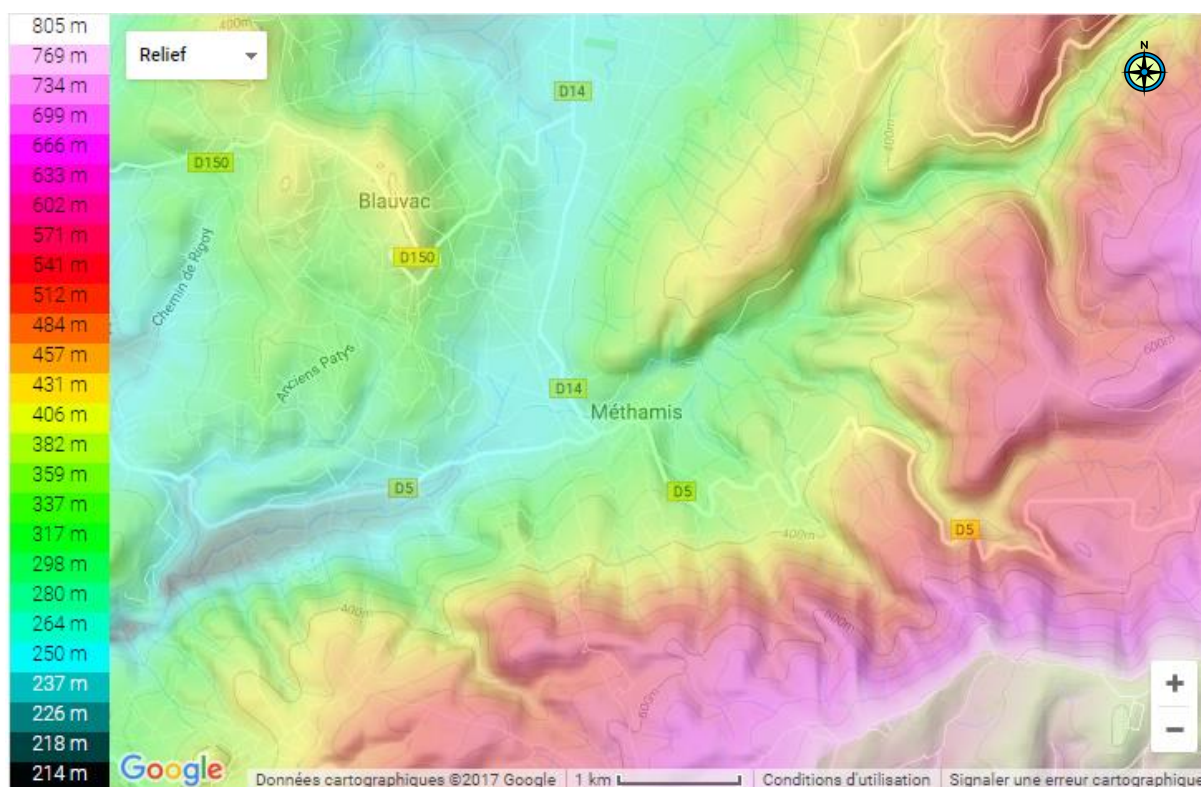 805 m
769 m
734 m
699 m
666 m
633 m
602 m
571 m
541 m
512 m
484 m
457 m
431 m
406 m
382 m
359 m
337 m
317 m
298 m
280 m
264 m
250 m
237 m
226 m
218 m
214 m
Relief
N
400m
D14
D150
400m
Blauvac
Chemin de Rigoy
D150
600m
Anciens Patys
D14
Méthamis
D5
D5
D5
400m
400m
600m
600m
+
−
Google
Données cartographiques ©2017 Google
1 km
Conditions d'utilisation
Signaler une erreur cartographique